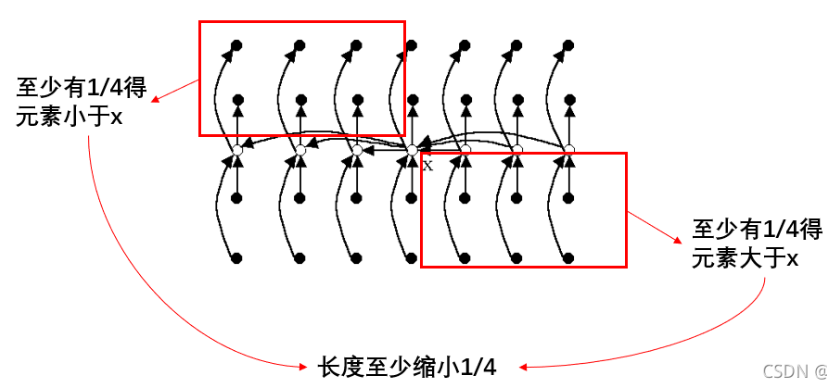 至少有1/4得
元素小于x
x
至少有1/4得
元素大于x
长度至少缩小1/4
CSDN @